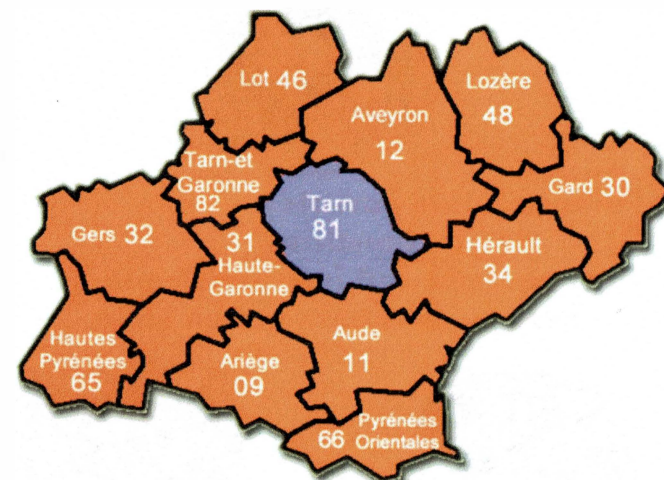 Lot 46
Lozère
48
Aveyron
12
Tarn-et
Garonne
82
Tarn
81
Gard 30
Gers 32
31
Haute-
Garonne
Hérault
34
Hautes
Pyrénées
65
Ariège
09
Aude
11
66 Pyrénées
Orientales